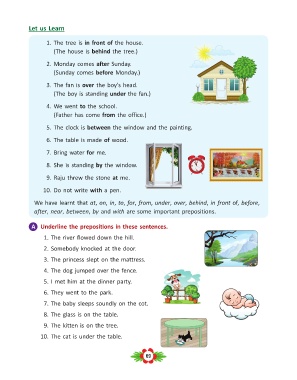 Let us Learn
1. The tree is in front of the house.
(The house is behind the tree.)
2. Monday comes after Sunday.
(Sunday comes before Monday.)
3. The fan is over the boy's head.
(The boy is standing under the fan.)
4. We went to the school.
(Father has come from the office.)
5. The clock is between the window and the painting.
6. The table is made of wood.
7. Bring water for me.
8. She is standing by the window.
9. Raju threw the stone at me.
10. Do not write with a pen.
We have learnt that at, on, in, to, for, from, under, over, behind, in front of, before,
after, near, between, by and with are some important prepositions.
A Underline the prepositions in these sentences.
1. The river flowed down the hill.
2. Somebody knocked at the door.
3. The princess slept on the mattress.
4. The dog jumped over the fence.
5. I met him at the dinner party.
6. They went to the park.
7. The baby sleeps soundly on the cot.
8. The glass is on the table.
9. The kitten is on the tree.
10. The cat is under the table.